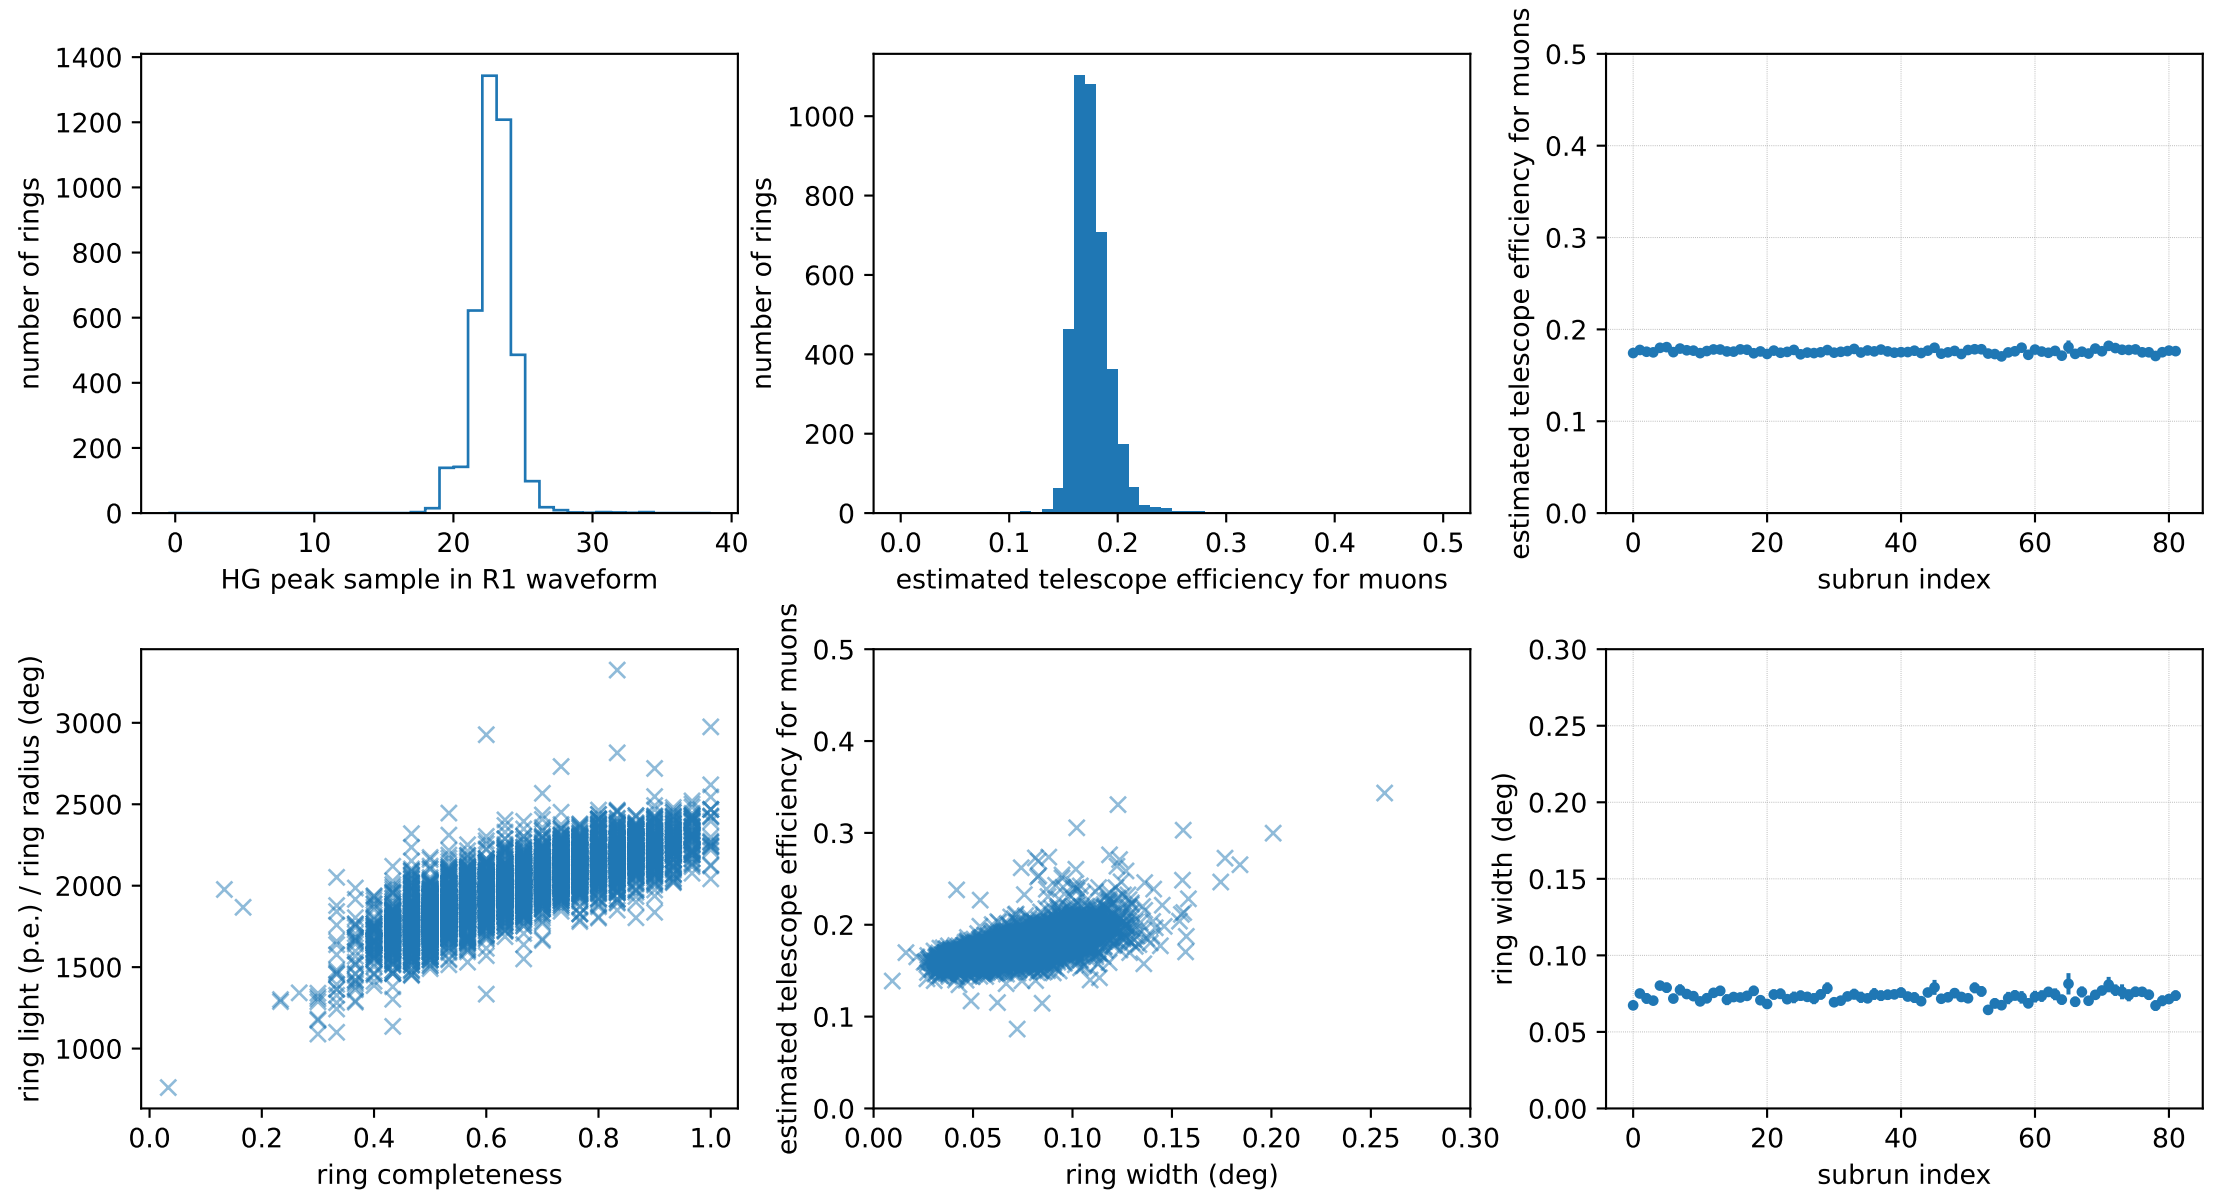 1400
1200
1000
800
600
400
200
0
number of rings
0 10 20 30 40
HG peak sample in R1 waveform
1000
800
600
400
200
0
number of rings
0.0 0.1 0.2 0.3 0.4 0.5
estimated telescope efficiency for muons
0.5
0.4
0.3
0.2
0.1
0.0
estimated telescope efficiency for muons
0 20 40 60 80
subrun index
3000
2500
2000
1500
1000
ring light (p.e.) / ring radius (deg)
0.0 0.2 0.4 0.6 0.8 1.0
ring completeness
0.5
0.4
0.3
0.2
0.1
0.0
estimated telescope efficiency for muons
0.00 0.05 0.10 0.15 0.20 0.25 0.30
ring width (deg)
0.30
0.25
0.20
0.15
0.10
0.05
0.00
ring width (deg)
0 20 40 60 80
subrun index